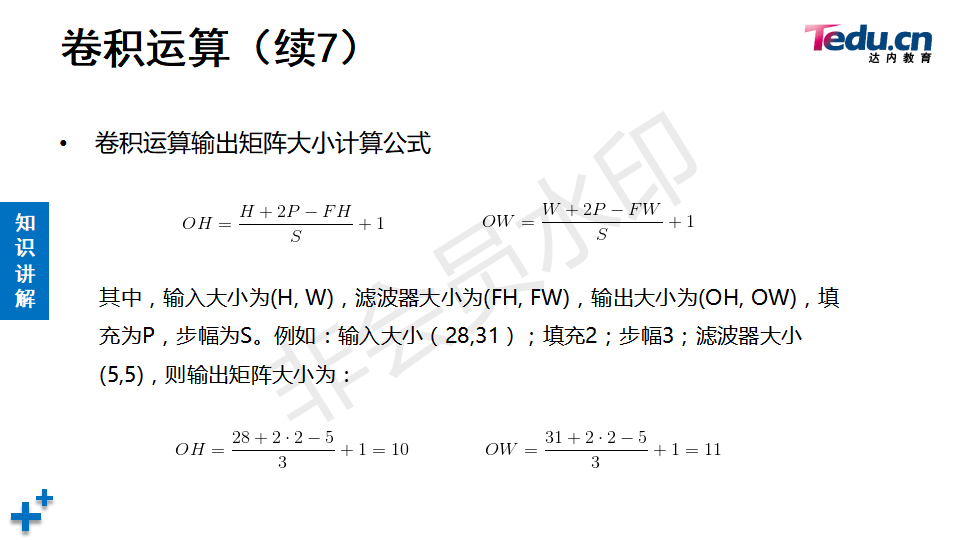 卷积运算（续7）
Tedu.cn
达内教育
• 卷积运算输出矩阵大小计算公式
OH = \frac{H + 2P - FH}{S} + 1 OW = \frac{W + 2P - FW}{S} + 1
知识讲解
其中，输入大小为(H, W)，滤波器大小为(FH, FW)，输出大小为(OH, OW)，填
充为P，步幅为S。例如：输入大小（28,31）；填充2；步幅3；滤波器大小
(5,5)，则输出矩阵大小为：
OH = \frac{28 + 2 · 2 - 5}{3} + 1 = 10 OW = \frac{31 + 2 · 2 - 5}{3} + 1 = 11
非会员水印